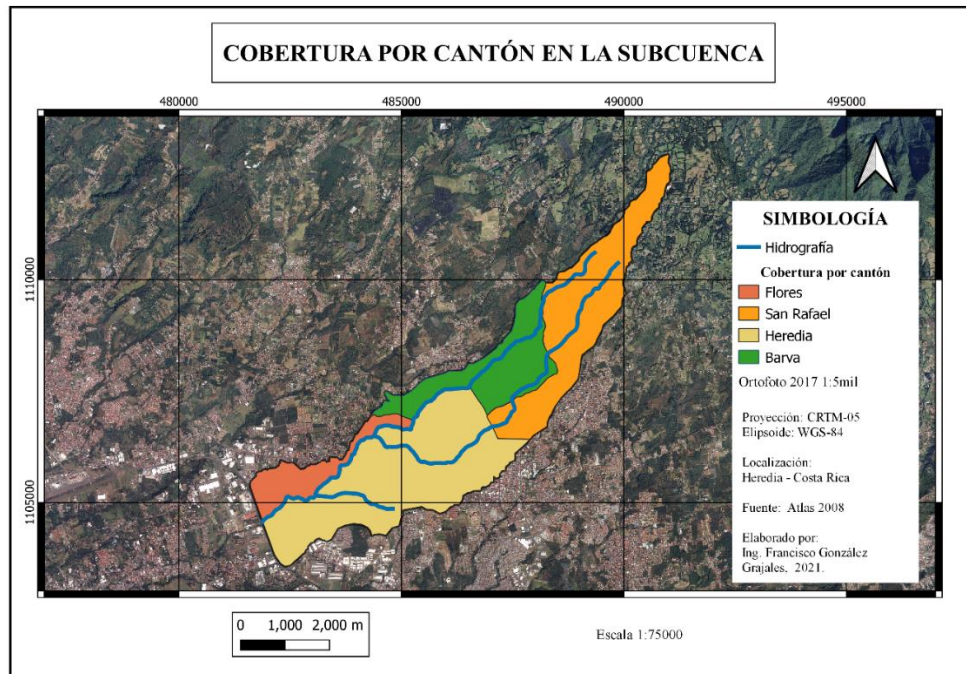 COBERTURA POR CANTÓN EN LA SUBCUENCA
480000
485000
490000
495000
1110000
1105000
SIMBOLOGÍA
Hidrografía
Cobertura por cantón
Flores
San Rafael
Heredia
Barva
Ortofoto 2017 1:5mil
Proyección: CRTM-05
Elipsoide: WGS-84
Localización:
Heredia - Costa Rica
Fuente: Atlas 2008
Elaborado por:
Ing. Francisco González
Grajales, 2021.
0 1,000 2,000 m
Escala 1:75000